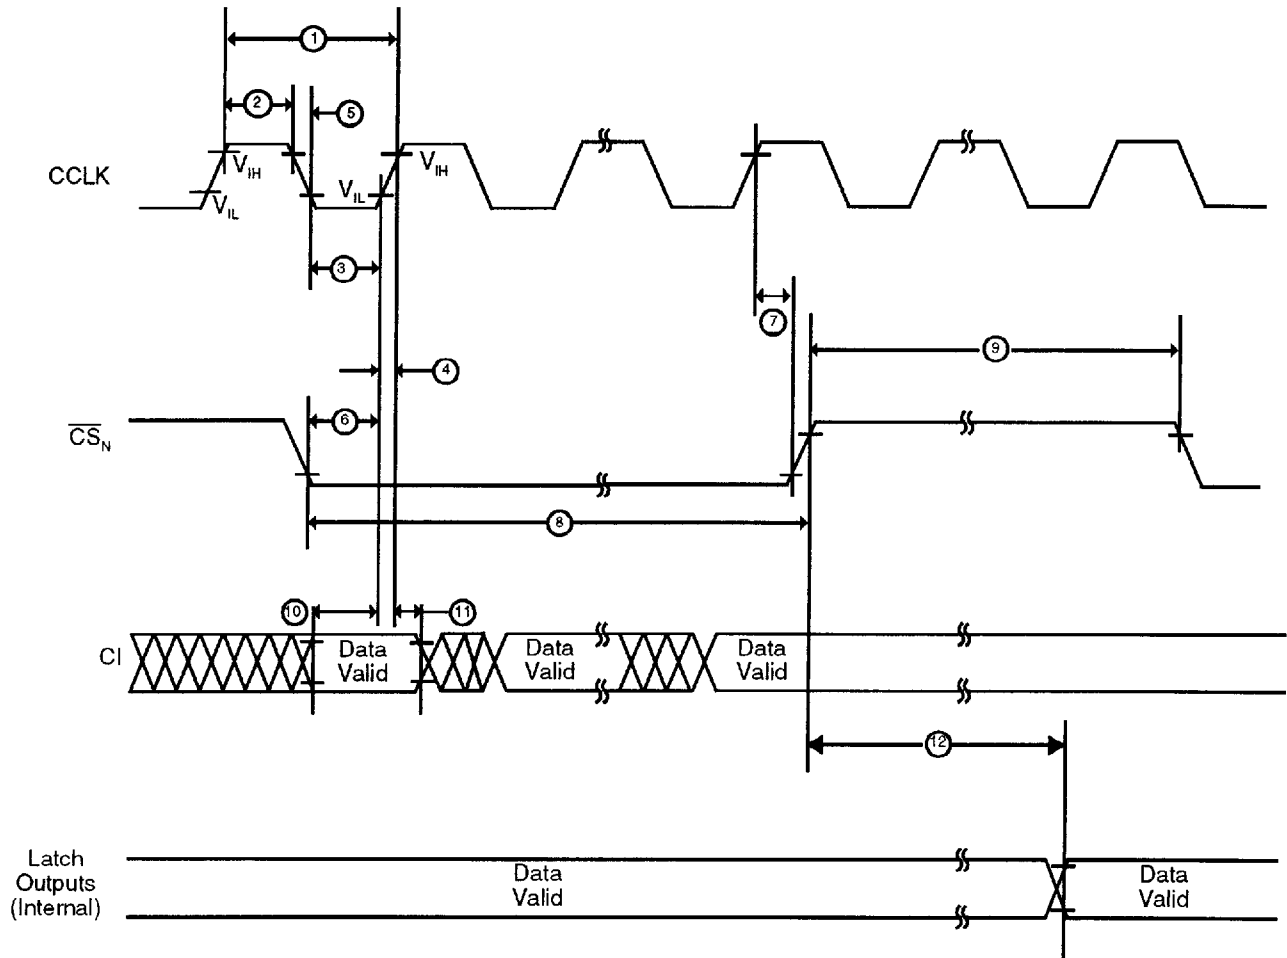 1
2
5
CCLK
V_IH
V_IL
V_IL
V_IH
3
7
9
4
6
CS_N
8
10
11
CI
Data
Valid
Data
Valid
Data
Valid
12
Latch
Outputs
(Internal)
Data
Valid
Data
Valid